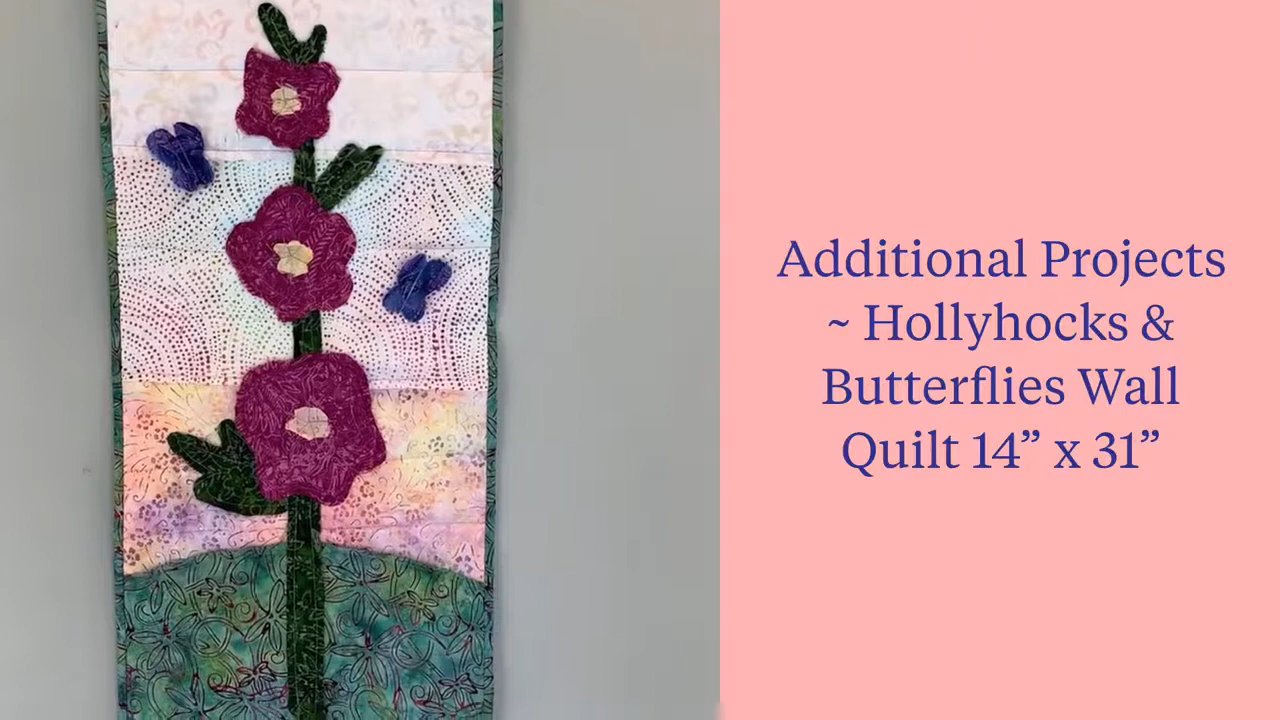 Additional Projects
~ Hollyhocks &
Butterflies Wall
Quilt 14” x 31”